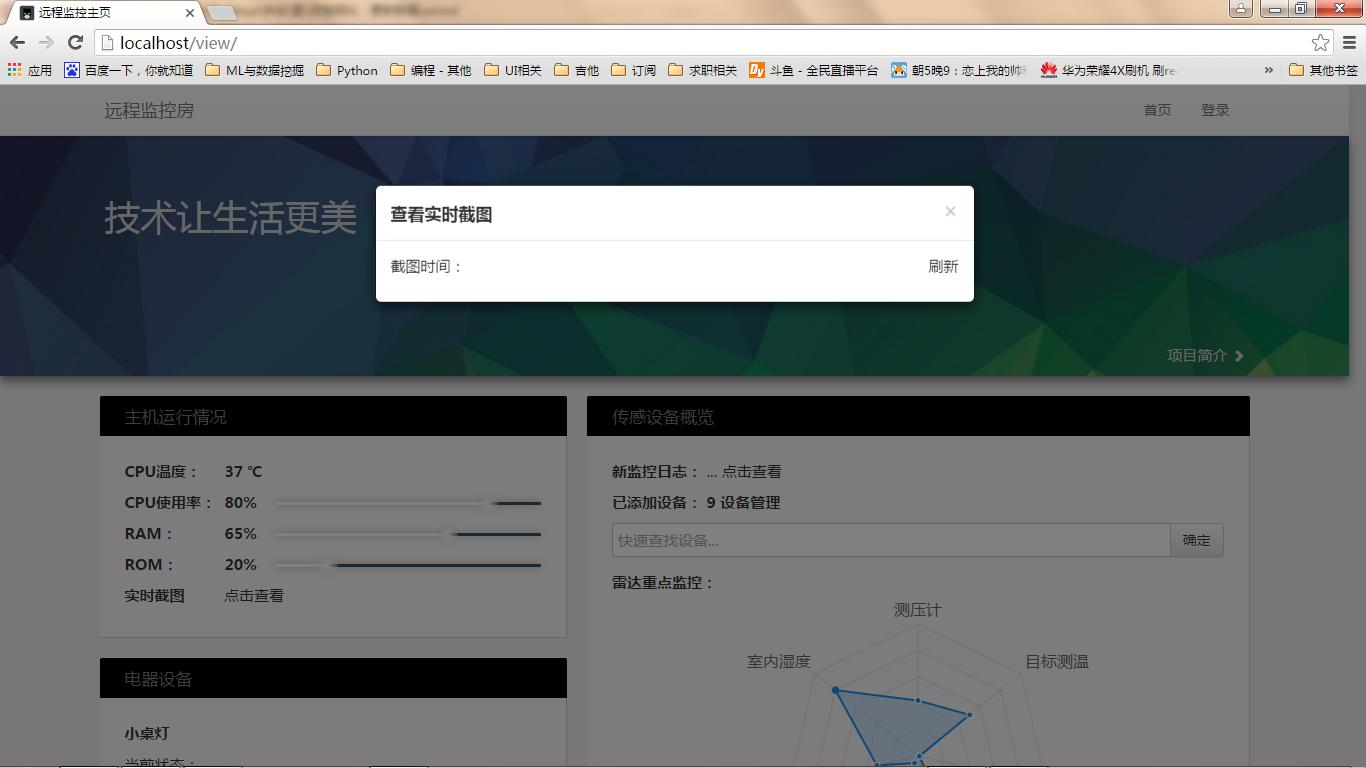 远程监控主页
localhost/view/
应用 百度一下，你就知道 ML与数据挖掘 Python 编程 - 其他 UI相关 吉他 订阅 求职相关 斗鱼 - 全民直播平台 朝5晚9：恋上我的帅 华为荣耀4X刷机 刷re » 其他书签
远程监控房 首页 登录
技术让生活更美
查看实时截图 ×
截图时间： 刷新
项目简介
主机运行情况
CPU温度： 37 ℃
CPU使用率： 80%
RAM： 65%
ROM： 20%
实时截图 点击查看
电器设备
小桌灯
当前状态：
传感设备概览
新监控日志： ... 点击查看
已添加设备： 9 设备管理
快速查找设备... 确定
雷达重点监控：
测压计
室内湿度 目标测温